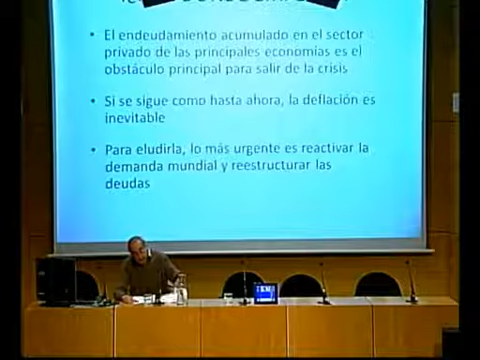 • El endeudamiento acumulado en el sector
privado de las principales economías es el
obstáculo principal para salir de la crisis
• Si se sigue como hasta ahora, la deflación es
inevitable
• Para eludirla, lo más urgente es reactivar la
demanda mundial y reestructurar las
deudas